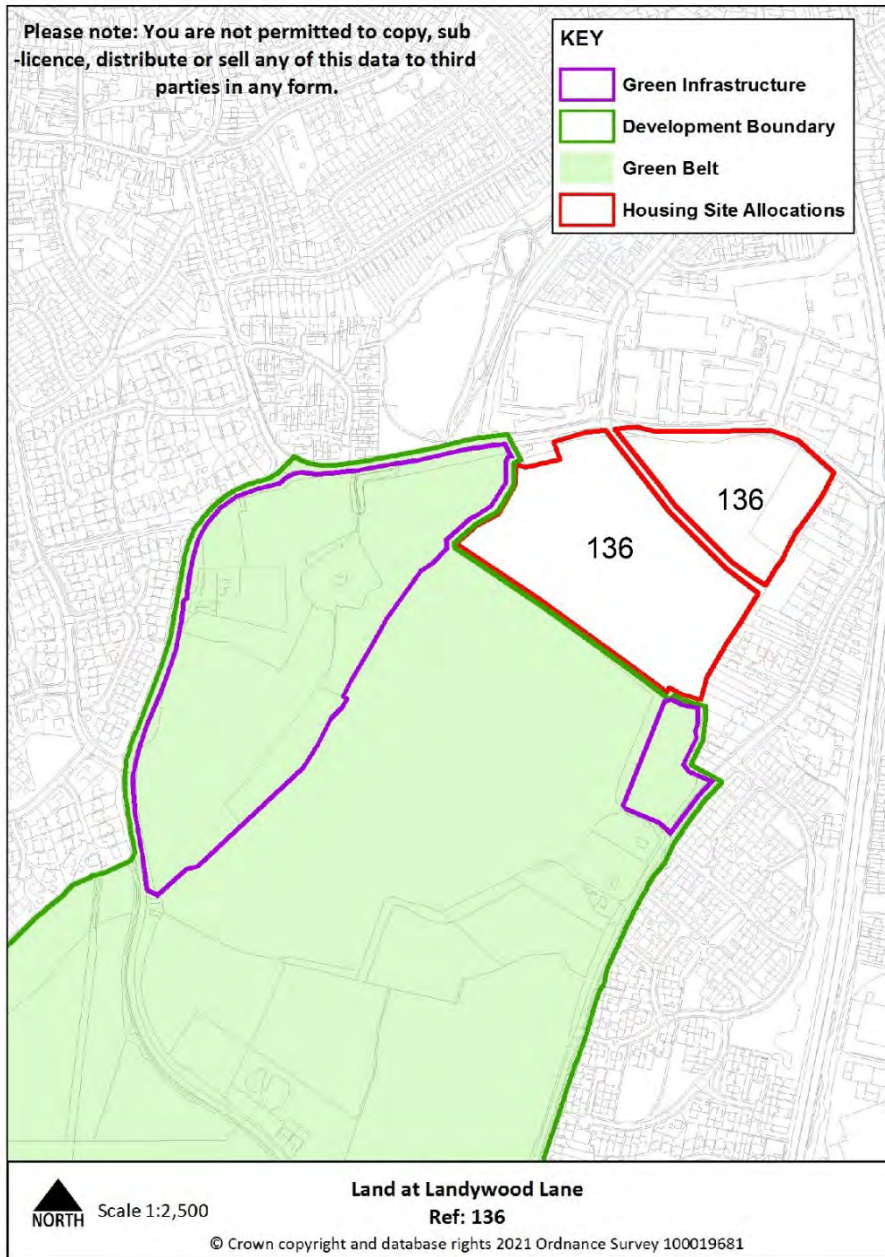 Please note: You are not permitted to copy, sub
-licence, distribute or sell any of this data to third
parties in any form.
KEY
Green Infrastructure
Development Boundary
Green Belt
Housing Site Allocations
136
136
NORTH
Scale 1:2,500
Land at Landywood Lane
Ref: 136
© Crown copyright and database rights 2021 Ordnance Survey 100019681